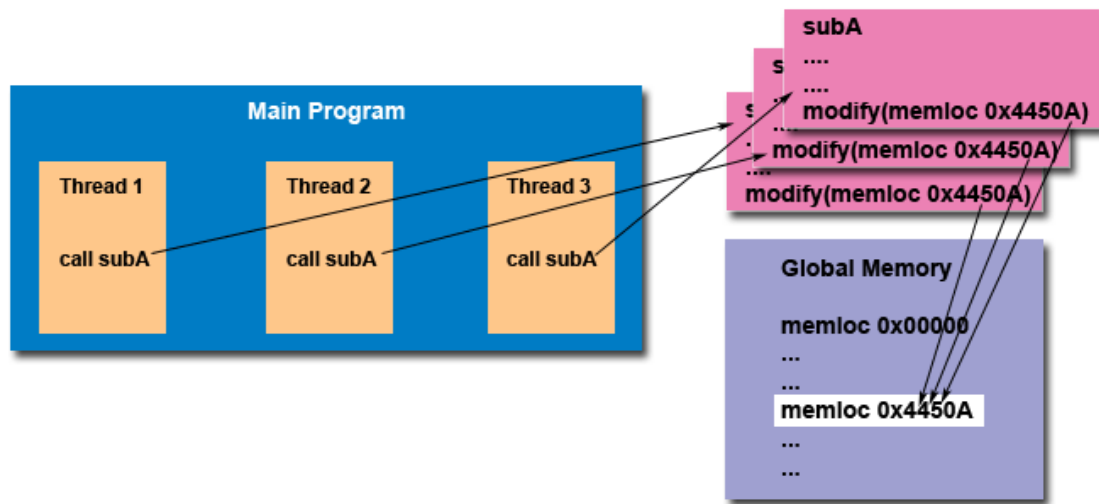 Main Program
Thread 1
call subA
Thread 2
call subA
Thread 3
call subA
subA
....
....
modify(memloc 0x4450A)
s
..
modify(memloc 0x4450A)
s
....
.
....
modify(memloc 0x4450A)
Global Memory
memloc 0x00000
...
...
memloc 0x4450A
...
...